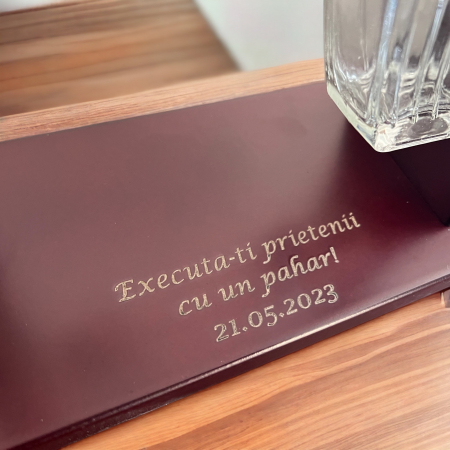 Executa-ti prietenii
cu un pahar!
21.05.2023